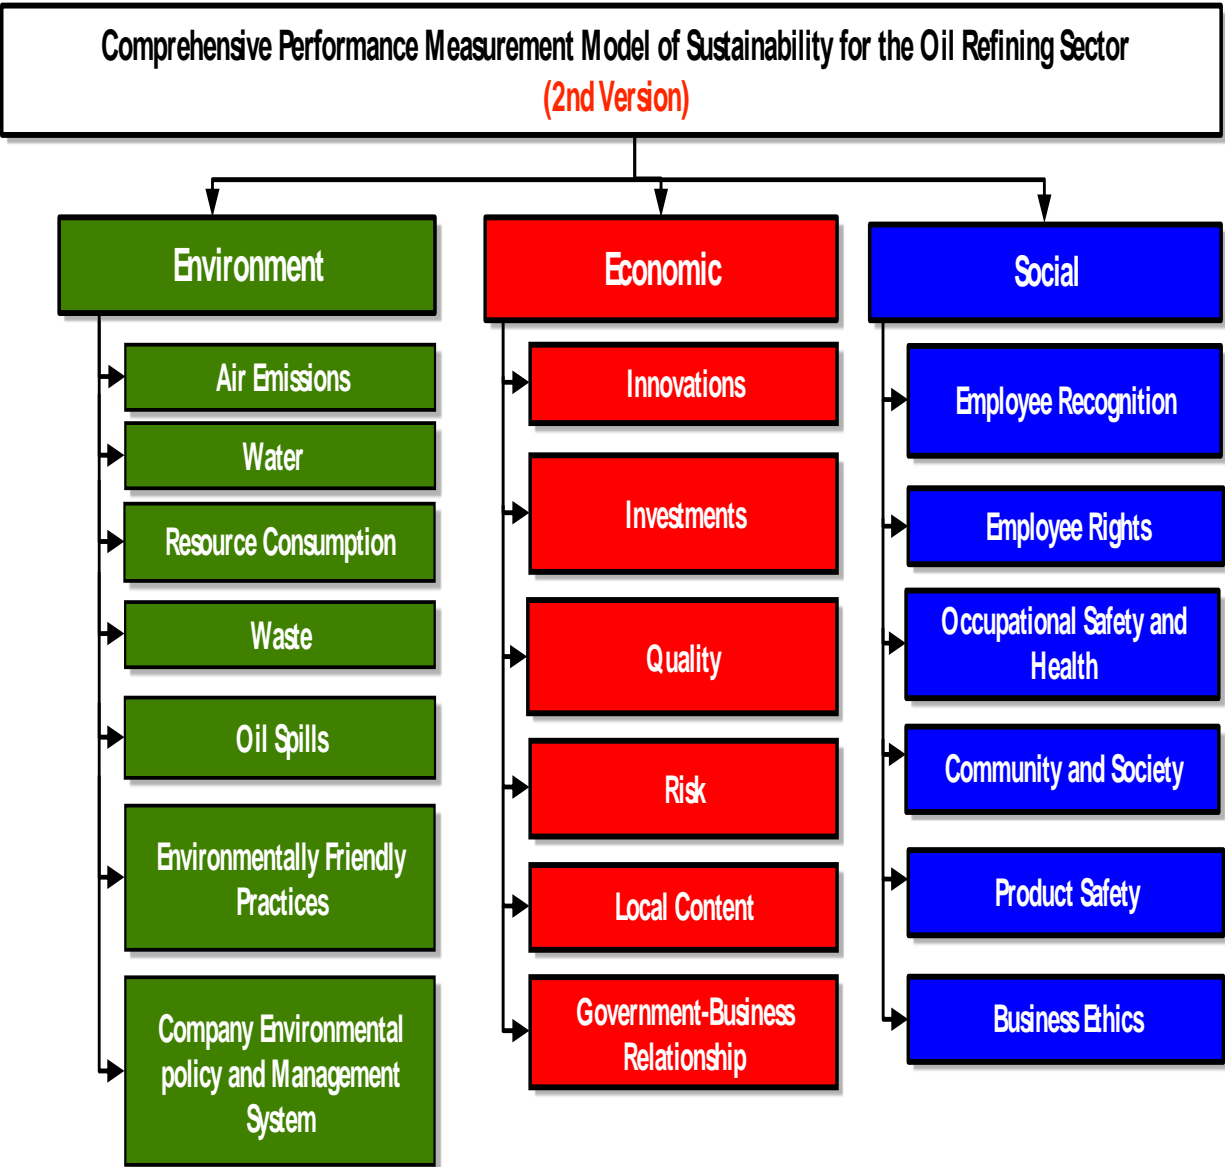 Comprehensive Performance Measurement Model of Sustainability for the Oil Refining Sector
(2nd Version)
Environment
Air Emissions
Water
Resource Consumption
Waste
Oil Spills
Environmentally Friendly
Practices
Company Environmental
policy and Management
System
Economic
Innovations
Investments
Quality
Risk
Local Content
Government-Business
Relationship
Social
Employee Recognition
Employee Rights
Occupational Safety and
Health
Community and Society
Product Safety
Business Ethics